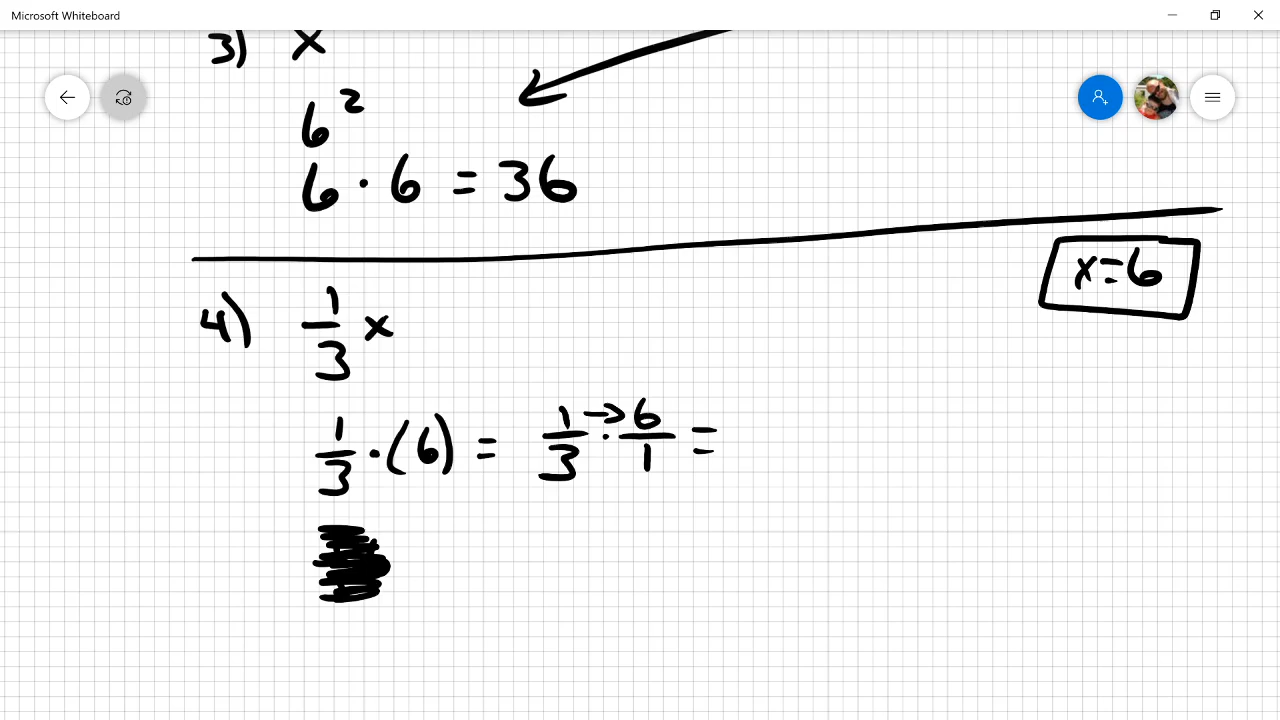 Microsoft Whiteboard
3) x
6²
6 · 6 = 36
x=6
4) 1/3 x
1/3 · (6) = 1/3 → · 6/1 =